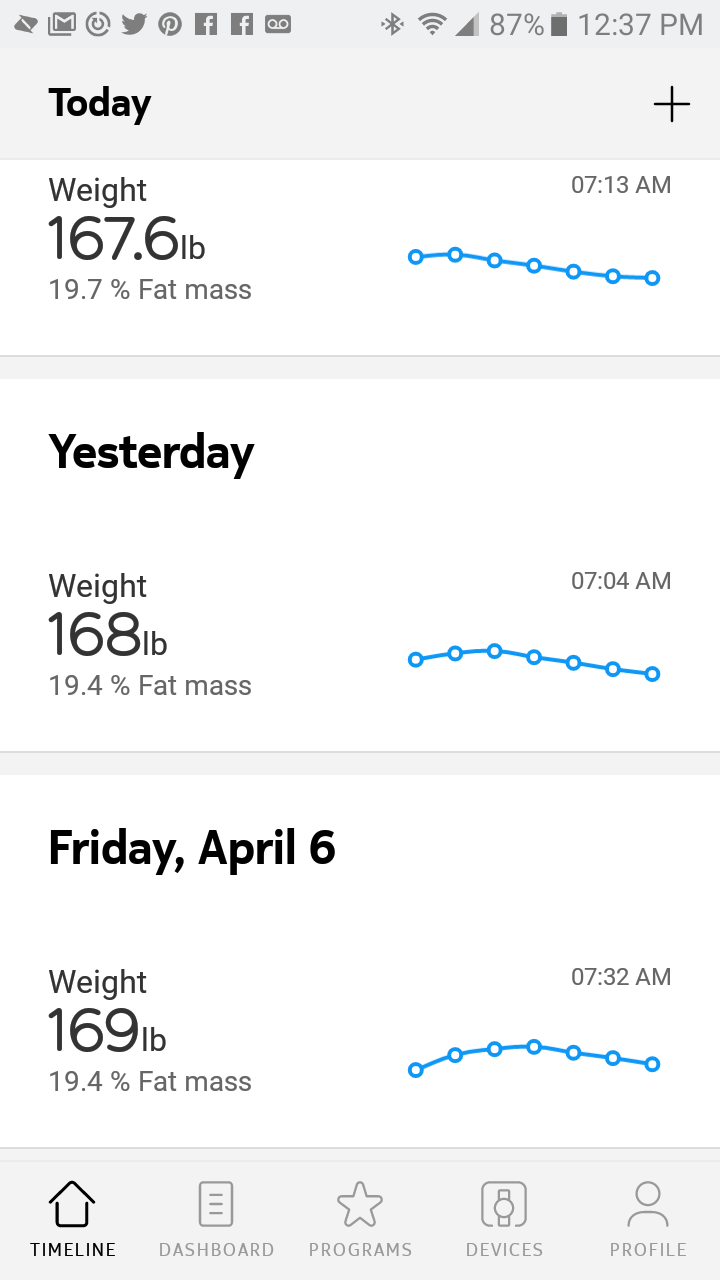 87% 12:37 PM
Today
Weight 07:13 AM
167.6lb
19.7 % Fat mass
Yesterday
Weight 07:04 AM
168lb
19.4 % Fat mass
Friday, April 6
Weight 07:32 AM
169lb
19.4 % Fat mass
TIMELINE DASHBOARD PROGRAMS DEVICES PROFILE